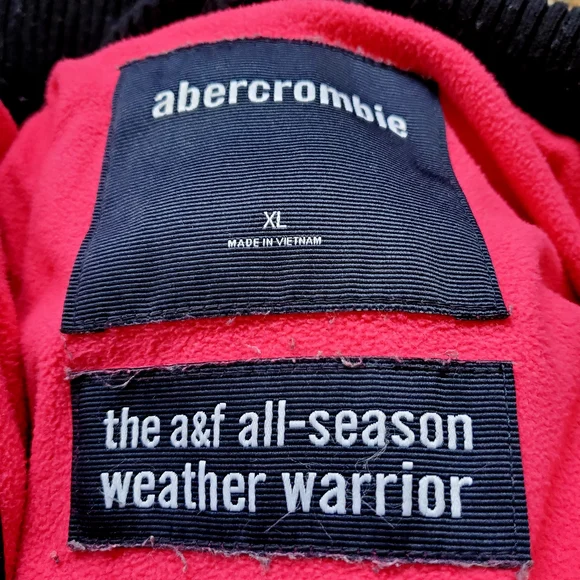 abercrombie
XL
MADE IN VIETNAM
the a&f all-season
weather warrior